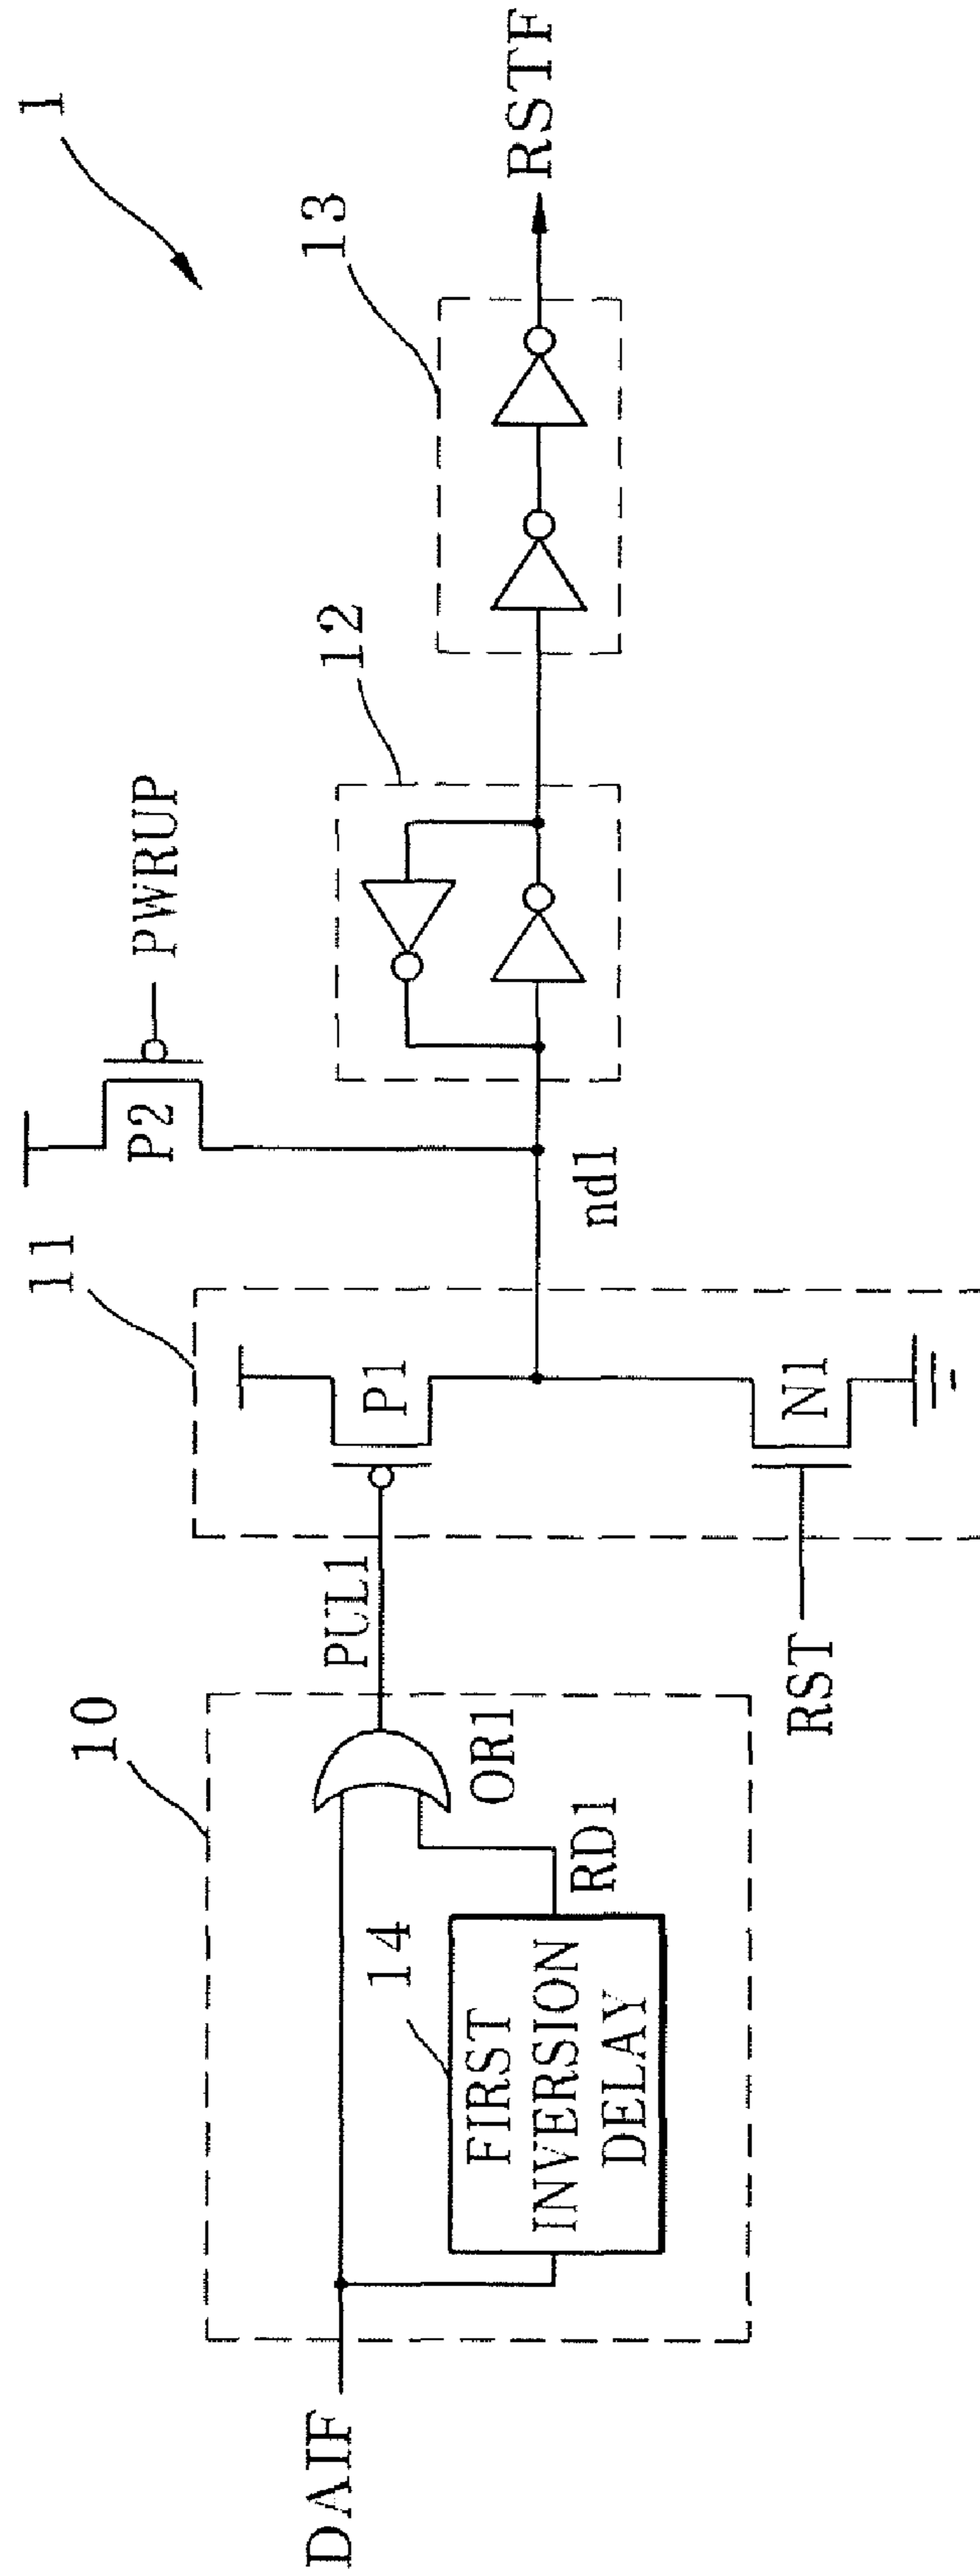 1
10
11
12
13
DAIF
14
FIRST
INVERSION
DELAY
RD1
OR1
PUL1
RST
P1
N1
P2
PWRUP
nd1
RSTF